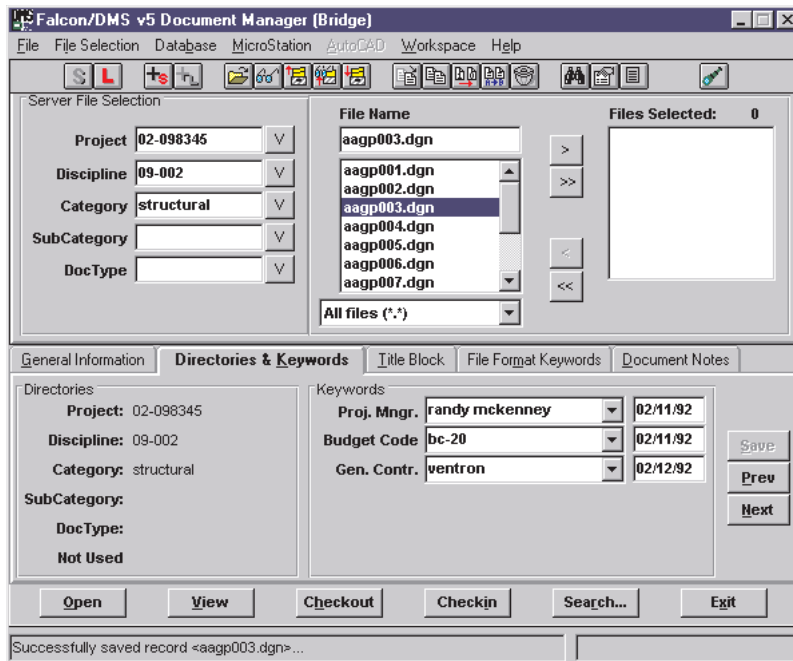 Falcon/DMS v5 Document Manager (Bridge)
File File Selection Database MicroStation AutoCAD Workspace Help
S L +s +L
Server File Selection
Project 02-098345 V
Discipline 09-002 V
Category structural V
SubCategory V
DocType V
File Name
aagp003.dgn
aagp001.dgn
aagp002.dgn
aagp003.dgn
aagp004.dgn
aagp005.dgn
aagp006.dgn
aagp007.dgn
All files (*.*)
>
>>
<
<<
Files Selected: 0
General Information Directories & Keywords Title Block File Format Keywords Document Notes
Directories
Project: 02-098345
Discipline: 09-002
Category: structural
SubCategory:
DocType:
Not Used
Keywords
Proj. Mngr. randy mckenney 02/11/92
Budget Code bc-20 02/11/92
Gen. Contr. ventron 02/12/92
Save
Prev
Next
Open View Checkout Checkin Search... Exit
Successfully saved record <aagp003.dgn>...